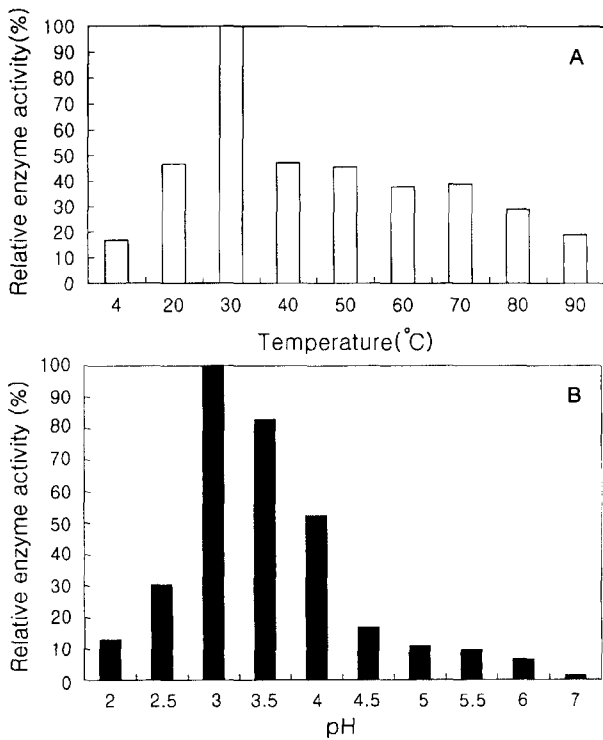 Relative enzyme activity(%)
100
90
80
70
60
50
40
30
20
10
0
A
4 20 30 40 50 60 70 80 90
Temperature(°C)
Relative enzyme activity (%)
100
90
80
70
60
50
40
30
20
10
0
B
2 2.5 3 3.5 4 4.5 5 5.5 6 7
pH